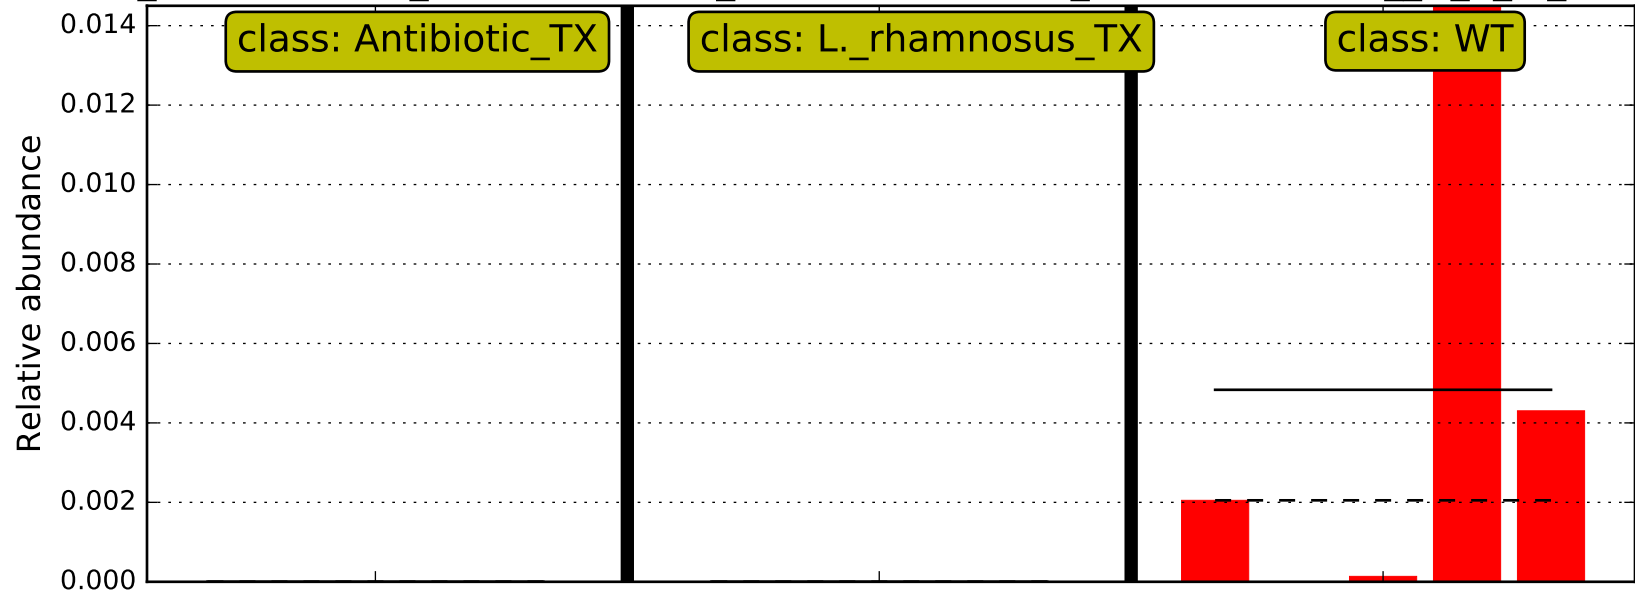 class: Antibiotic_TX
class: L._rhamnosus_TX
class: WT
0.014
0.012
0.010
0.008
0.006
0.004
0.002
0.000
Relative abundance